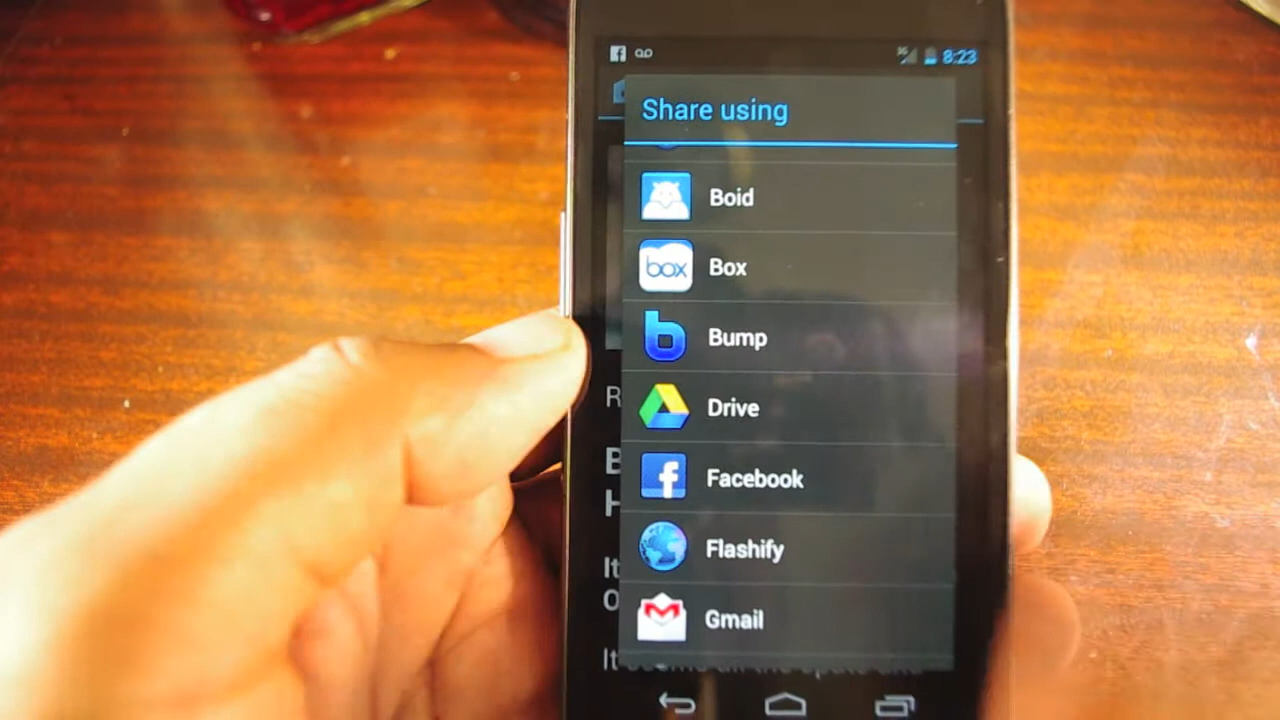 8:23
Share using
Boid
box
Box
Bump
Drive
Facebook
Flashify
Gmail